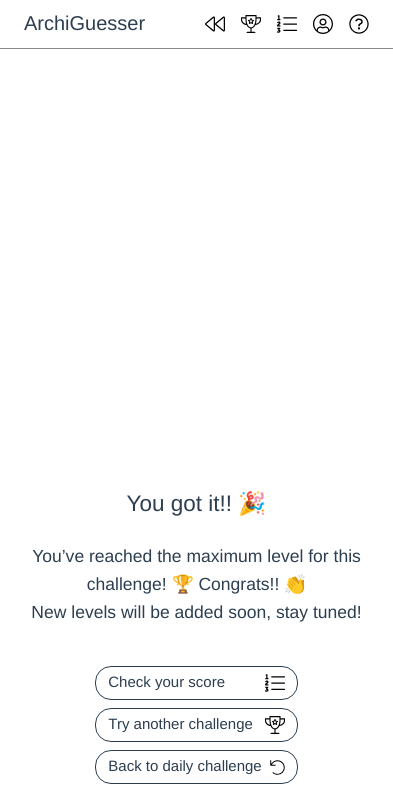 ArchiGuesser
You got it!! 🎉
You’ve reached the maximum level for this
challenge! 🏆 Congrats!! 👏
New levels will be added soon, stay tuned!
Check your score
Try another challenge
Back to daily challenge